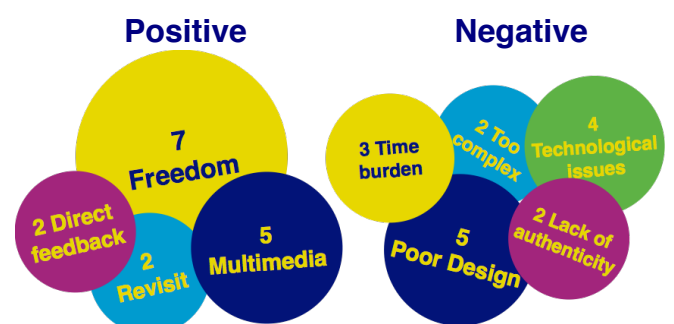 Positive
7
Freedom
2 Direct
feedback
2
Revisit
5
Multimedia
Negative
3 Time
burden
2 Too
complex
4
Technological
issues
5
Poor Design
2 Lack of
authenticity